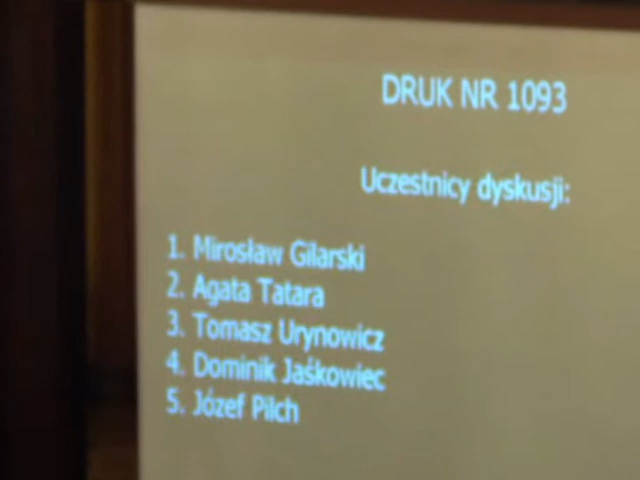 DRUK NR 1093
Uczestnicy dyskusji:
1. Mirosław Gilarski
2. Agata Tatara
3. Tomasz Urynowicz
4. Dominik Jaśkowiec
5. Józef Pilch